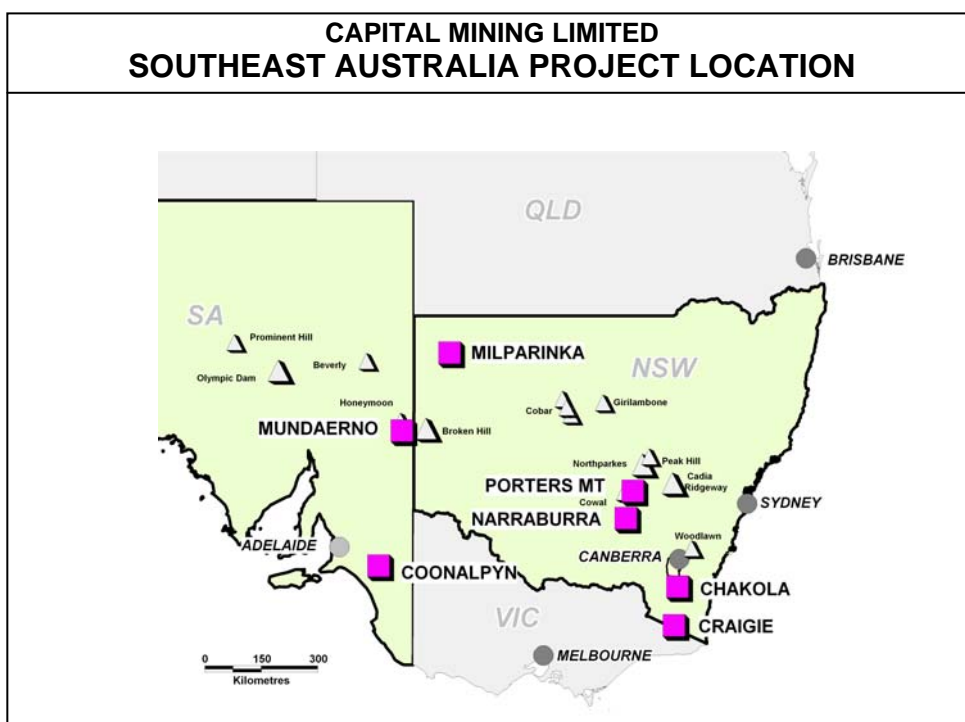 CAPITAL MINING LIMITED
SOUTHEAST AUSTRALIA PROJECT LOCATION
QLD
BRISBANE
SA
Prominent Hill
Olympic Dam
Beverly
MILPARINKA
NSW
Honeymoon
MUNDAERNO
Broken Hill
Cobar
Girilambone
Northparkes
Peak Hill
Cadia
Ridgeway
PORTERS MT
Cowal
NARRABURRA
SYDNEY
Woodlawn
ADELAIDE
CANBERRA
COONALPYN
CHAKOLA
VIC
CRAIGIE
MELBOURNE
0 150 300
Kilometres